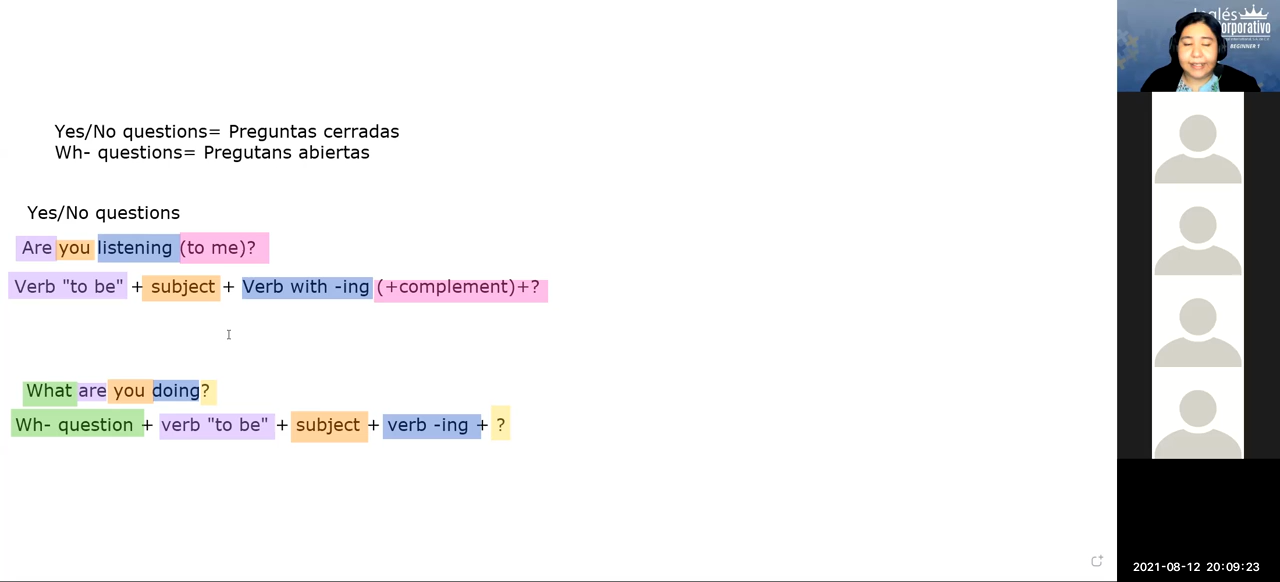 Yes/No questions= Preguntas cerradas
Wh- questions= Pregutans abiertas
Yes/No questions
Are you listening (to me)?
Verb "to be" + subject + Verb with -ing (+complement)+?
What are you doing?
Wh- question + verb "to be" + subject + verb -ing + ?
Inglés
orporativo
BEGINNER 1
2021-08-12 20:09:23